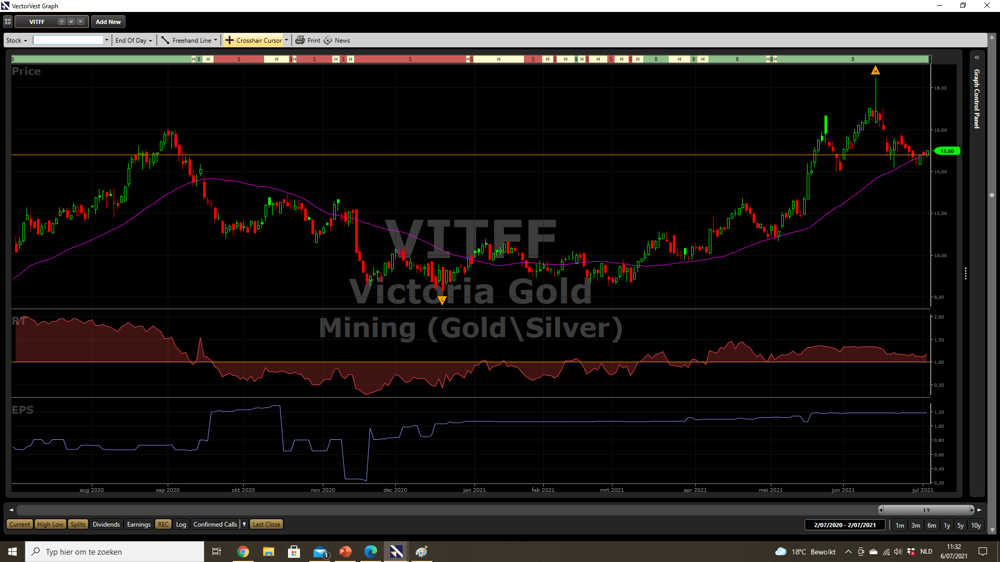 VectorVest Graph
VITFF
Add New
Stock
End Of Day
Freehand Line
Crosshair Cursor
Print
News
B H B H S H S H S H S H S H S H S H S H B H S H S H S H B H B H B H B H B
Price
H
18,00
16,00
15,00
14,00
12,00
10,00
8,00
L
VITFF
Victoria Gold
Mining (Gold\Silver)
RT
2,00
1,50
1,00
0,50
EPS
1,20
1,00
0,80
0,60
0,40
0,20
aug 2020 sep 2020 okt 2020 nov 2020 dec 2020 jan 2021 feb 2021 mrt 2021 apr 2021 mei 2021 jun 2021 jul 2021
Graph Control Panel
1 Y
Current High Low Splits Dividends Earnings REC Log Confirmed Calls Last Close
2/07/2020 - 2/07/2021
1m 3m 6m 1y 5y 10y
Typ hier om te zoeken
1
18°C Bewolkt
NLD
11:32
6/07/2021